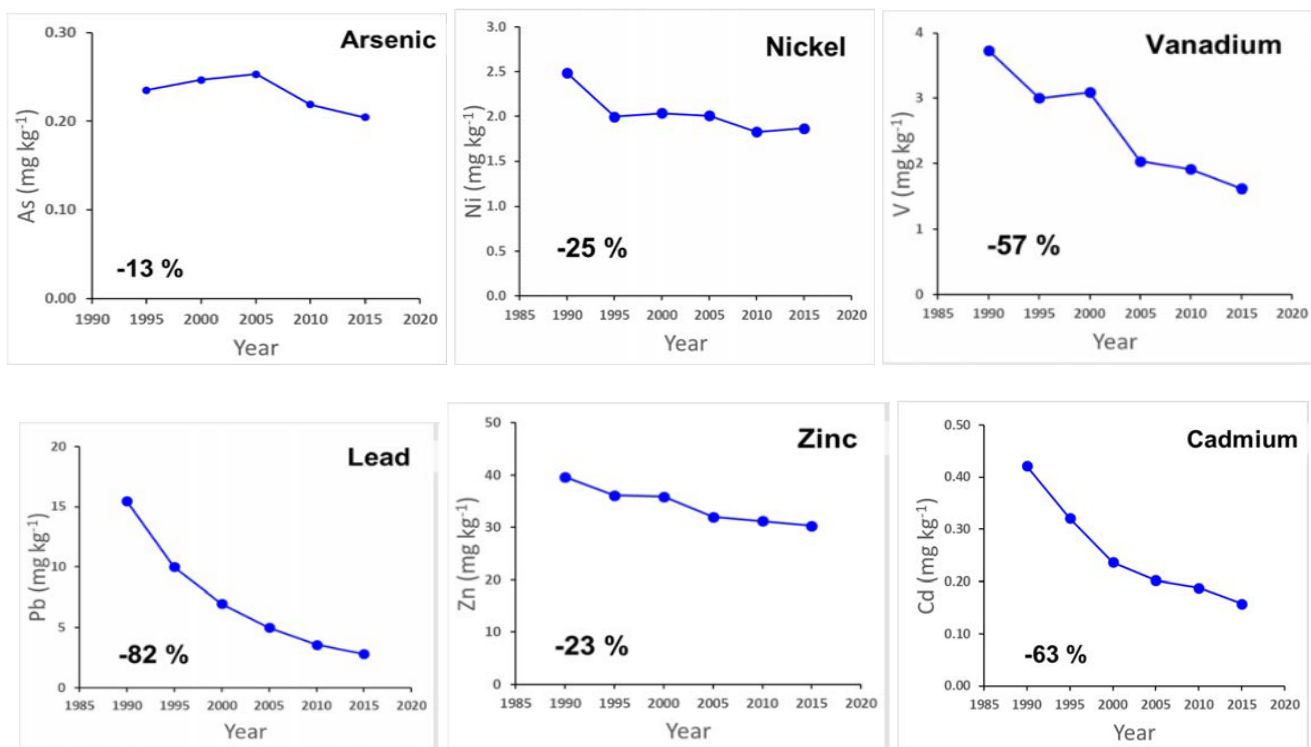 Arsenic
As (mg kg⁻¹)
0.30
0.20
0.10
0.00
-13 %
1990 1995 2000 2005 2010 2015 2020
Year
Nickel
Ni (mg kg⁻¹)
3.0
2.5
2.0
1.5
1.0
0.5
0.0
-25 %
1985 1990 1995 2000 2005 2010 2015 2020
Year
Vanadium
V (mg kg⁻¹)
4
3
2
1
0
-57 %
1985 1990 1995 2000 2005 2010 2015 2020
Year
Lead
Pb (mg kg⁻¹)
20
15
10
5
0
-82 %
1985 1990 1995 2000 2005 2010 2015 2020
Year
Zinc
Zn (mg kg⁻¹)
50
40
30
20
10
0
-23 %
1985 1990 1995 2000 2005 2010 2015 2020
Year
Cadmium
Cd (mg kg⁻¹)
0.50
0.40
0.30
0.20
0.10
0.00
-63 %
1985 1990 1995 2000 2005 2010 2015 2020
Year